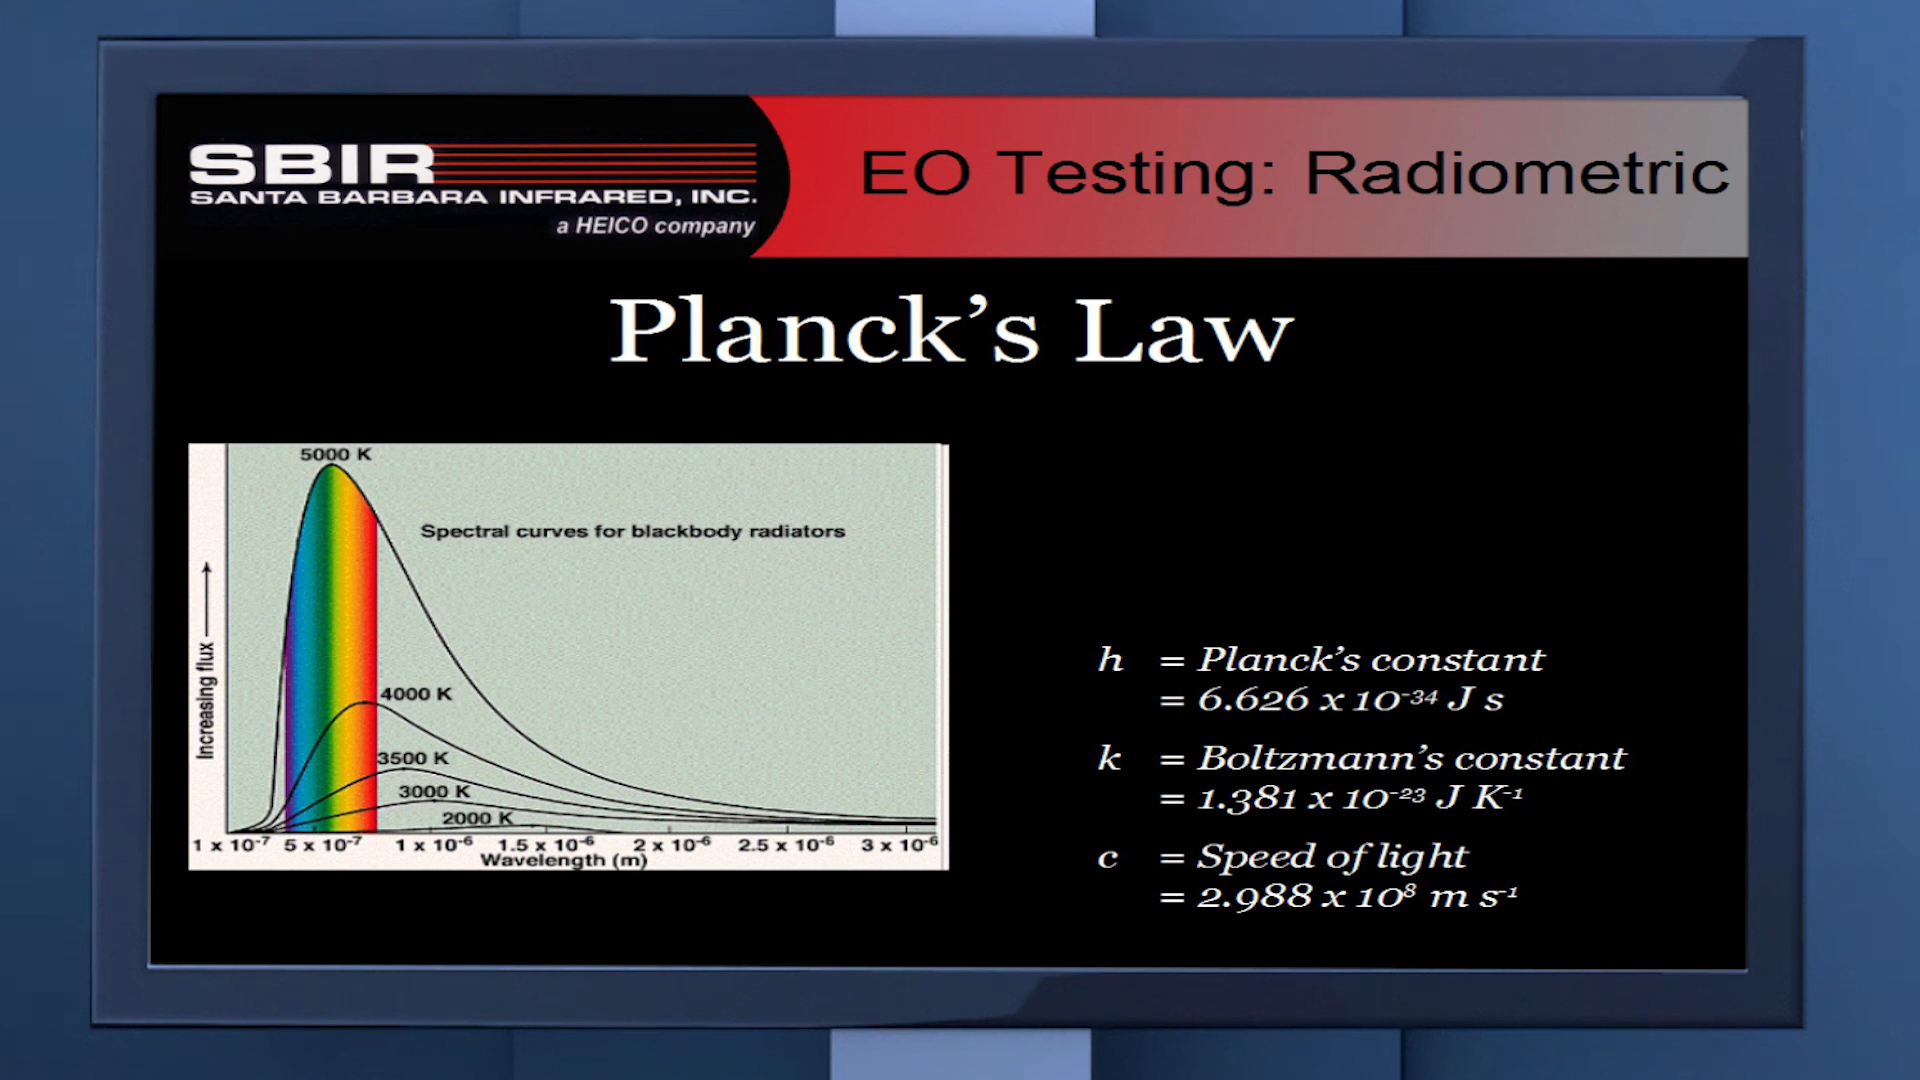 SBIR
SANTA BARBARA INFRARED, INC.
a HEICO company
EO Testing: Radiometric
Planck’s Law
5000 K
Spectral curves for blackbody radiators
Increasing flux
4000 K
3500 K
3000 K
2000 K
1 x 10⁻⁷ 5 x 10⁻⁷ 1 x 10⁻⁶ 1.5 x 10⁻⁶ 2 x 10⁻⁶ 2.5 x 10⁻⁶ 3 x 10⁻⁶
Wavelength (m)
h = Planck’s constant
= 6.626 x 10⁻³⁴ J s
k = Boltzmann’s constant
= 1.381 x 10⁻²³ J K⁻¹
c = Speed of light
= 2.988 x 10⁸ m s⁻¹